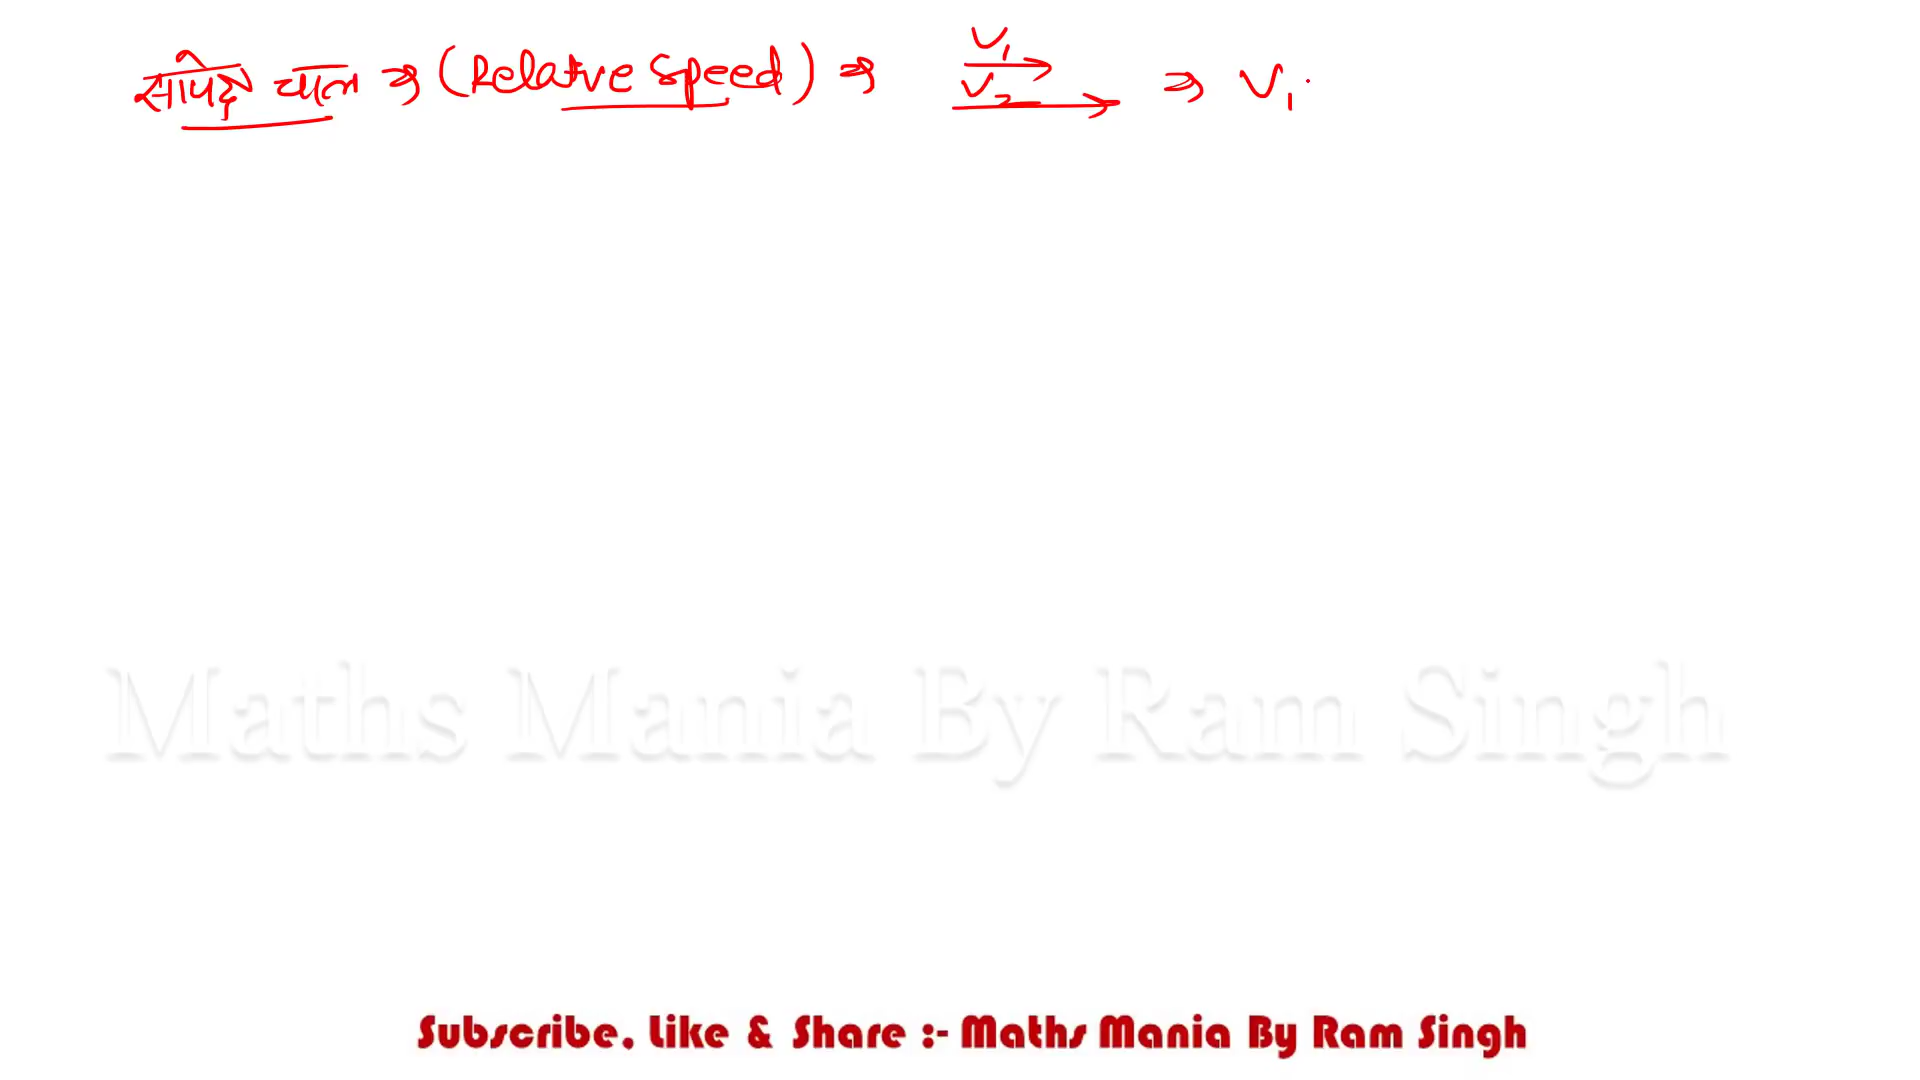 सापेक्ष चाल ⇒ (Relative Speed) ⇒ V₁ → V₂ → ⇒ V₁
Maths Mania By Ram Singh
Subscribe, Like & Share :- Maths Mania By Ram Singh